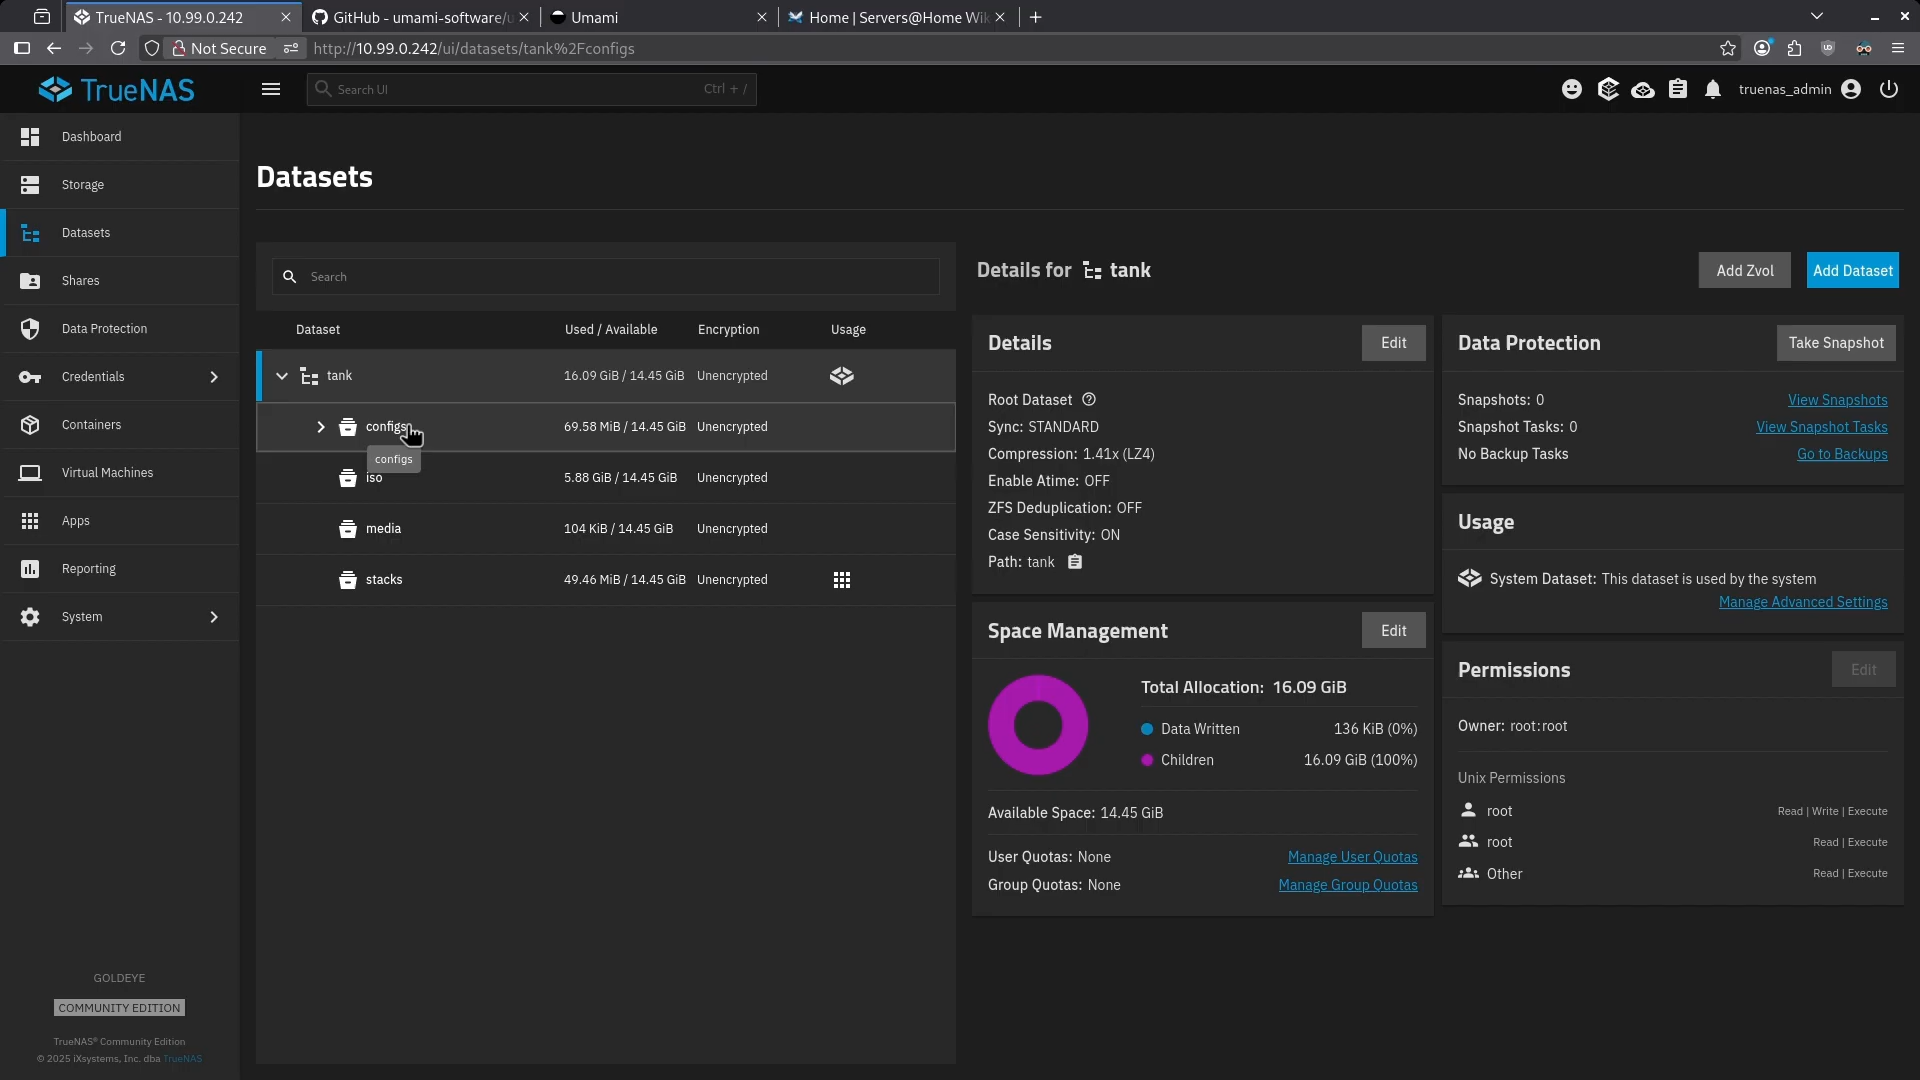 TrueNAS - 10.99.0.242
GitHub - umami-software/u
Umami
Home | Servers@Home Wik
Not Secure
http://10.99.0.242/ui/datasets/tank%2Fconfigs
TrueNAS
Search UI
Ctrl + /
truenas_admin
Dashboard
Storage
Datasets
Shares
Data Protection
Credentials
Containers
Virtual Machines
Apps
Reporting
System
GOLDEYE
COMMUNITY EDITION
TrueNAS® Community Edition
© 2025 iXsystems, Inc. dba TrueNAS
Datasets
Search
Dataset Used / Available Encryption Usage
tank 16.09 GiB / 14.45 GiB Unencrypted
configs 69.58 MiB / 14.45 GiB Unencrypted
configs
iso 5.88 GiB / 14.45 GiB Unencrypted
media 104 KiB / 14.45 GiB Unencrypted
stacks 49.46 MiB / 14.45 GiB Unencrypted
Details for tank
Add Zvol
Add Dataset
Details
Edit
Root Dataset
Sync: STANDARD
Compression: 1.41x (LZ4)
Enable Atime: OFF
ZFS Deduplication: OFF
Case Sensitivity: ON
Path: tank
Space Management
Edit
Total Allocation: 16.09 GiB
Data Written 136 KiB (0%)
Children 16.09 GiB (100%)
Available Space: 14.45 GiB
User Quotas: None Manage User Quotas
Group Quotas: None Manage Group Quotas
Data Protection
Take Snapshot
Snapshots: 0 View Snapshots
Snapshot Tasks: 0 View Snapshot Tasks
No Backup Tasks Go to Backups
Usage
System Dataset: This dataset is used by the system
Manage Advanced Settings
Permissions
Edit
Owner: root:root
Unix Permissions
root Read | Write | Execute
root Read | Execute
Other Read | Execute